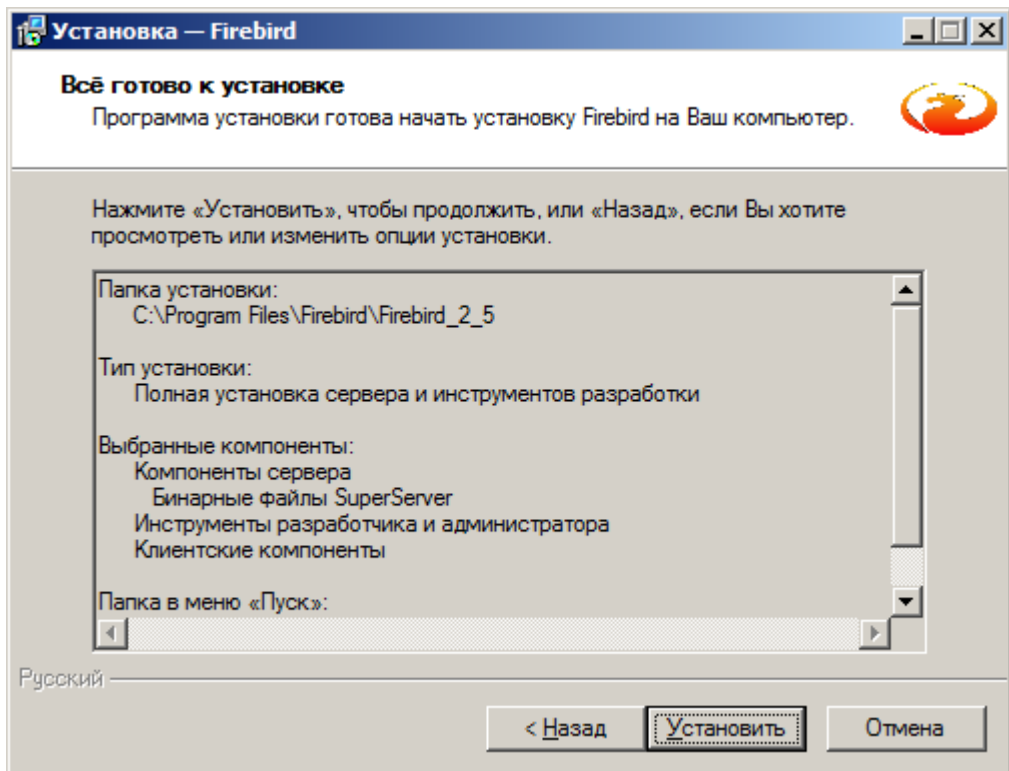 Установка — Firebird
Всё готово к установке
Программа установки готова начать установку Firebird на Ваш компьютер.
Нажмите «Установить», чтобы продолжить, или «Назад», если Вы хотите
просмотреть или изменить опции установки.
Папка установки:
C:\Program Files\Firebird\Firebird_2_5
Тип установки:
Полная установка сервера и инструментов разработки
Выбранные компоненты:
Компоненты сервера
Бинарные файлы SuperServer
Инструменты разработчика и администратора
Клиентские компоненты
Папка в меню «Пуск»:
Русский
< Назад
Установить
Отмена